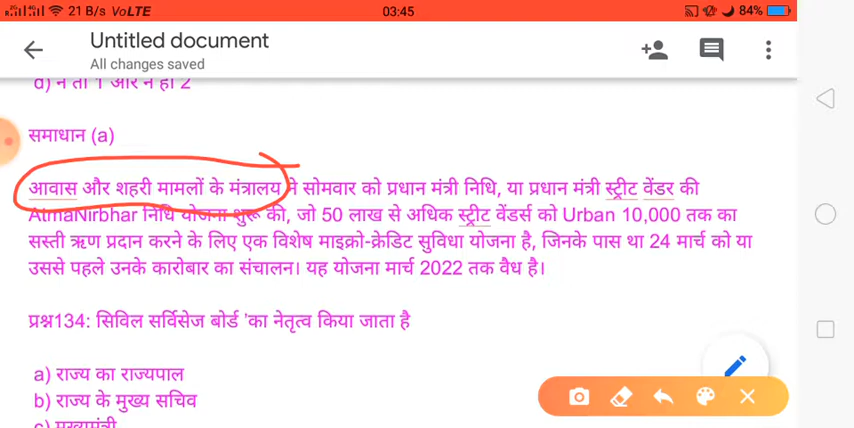 21 B/s VoLTE 03:45 84%
Untitled document
All changes saved
d) न तो 1 और न ही 2
समाधान (a)
आवास और शहरी मामलों के मंत्रालय ने सोमवार को प्रधान मंत्री निधि, या प्रधान मंत्री स्ट्रीट वेंडर की
AtmaNirbhar निधि योजना शुरू की, जो 50 लाख से अधिक स्ट्रीट वेंडर्स को Urban 10,000 तक का
सस्ती ऋण प्रदान करने के लिए एक विशेष माइक्रो-क्रेडिट सुविधा योजना है, जिनके पास था 24 मार्च को या
उससे पहले उनके कारोबार का संचालन। यह योजना मार्च 2022 तक वैध है।
प्रश्न134: सिविल सर्विसेज बोर्ड 'का नेतृत्व किया जाता है
a) राज्य का राज्यपाल
b) राज्य के मुख्य सचिव
c) मुख्यमंत्री